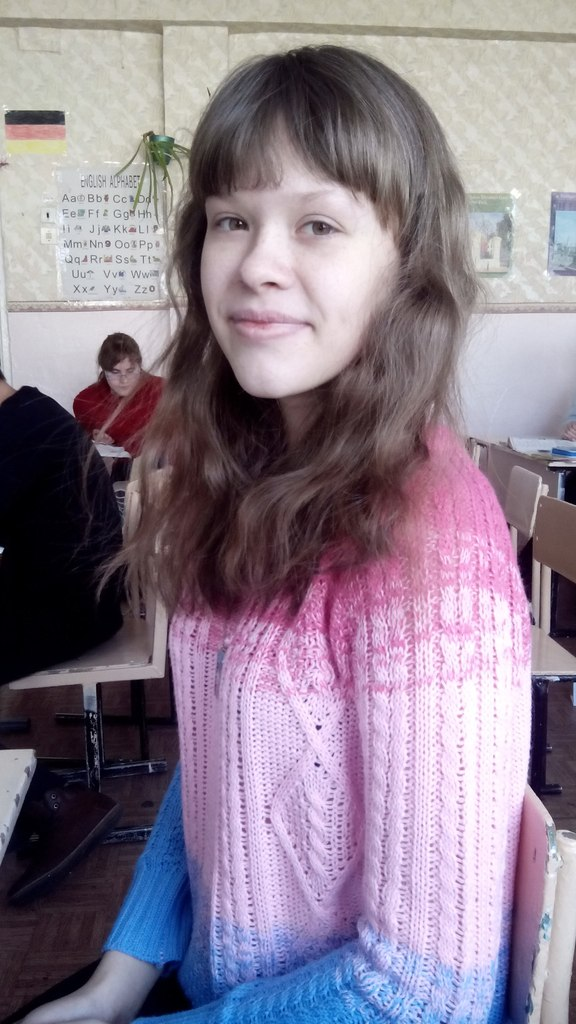 ENGLISH ALPHABET
Aa Bb Cc Dd
Ee Ff Gg Hh
Ii Jj Kk Ll
Mm Nn Oo Pp
Qq Rr Ss Tt
Uu Vv Ww
Xx Yy Zz